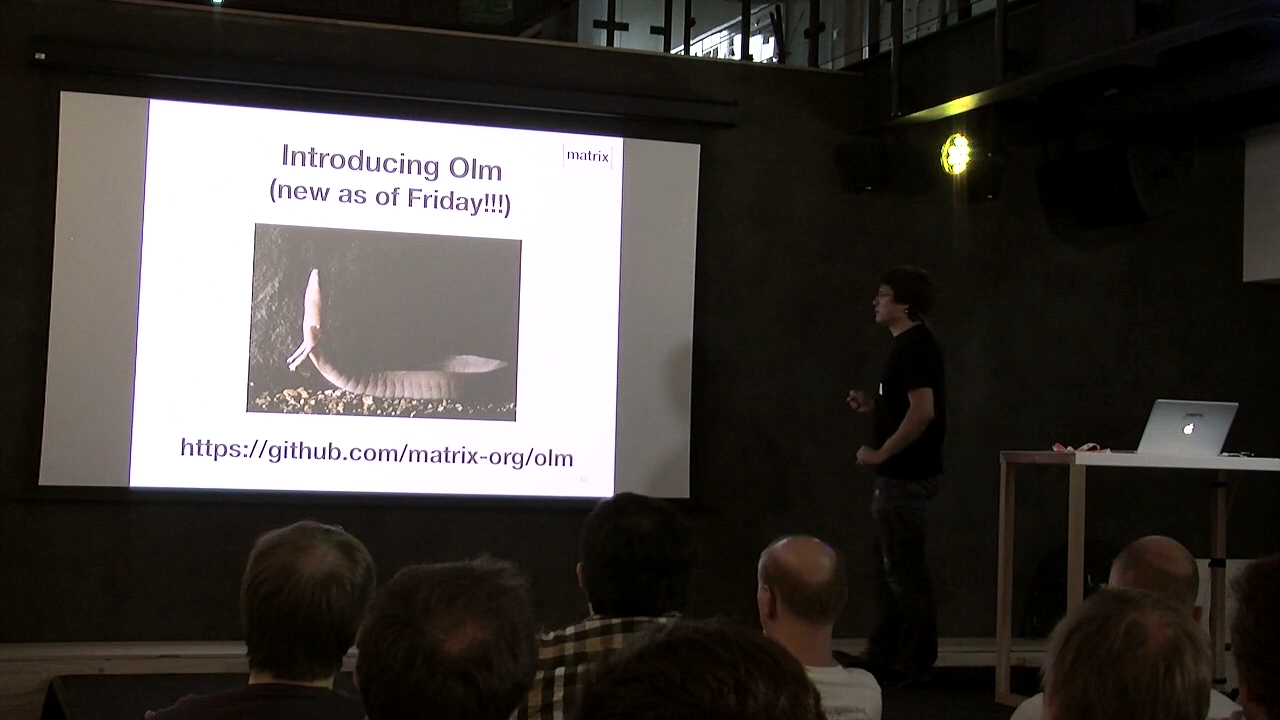 Introducing Olm
(new as of Friday!!!)
matrix
https://github.com/matrix-org/olm